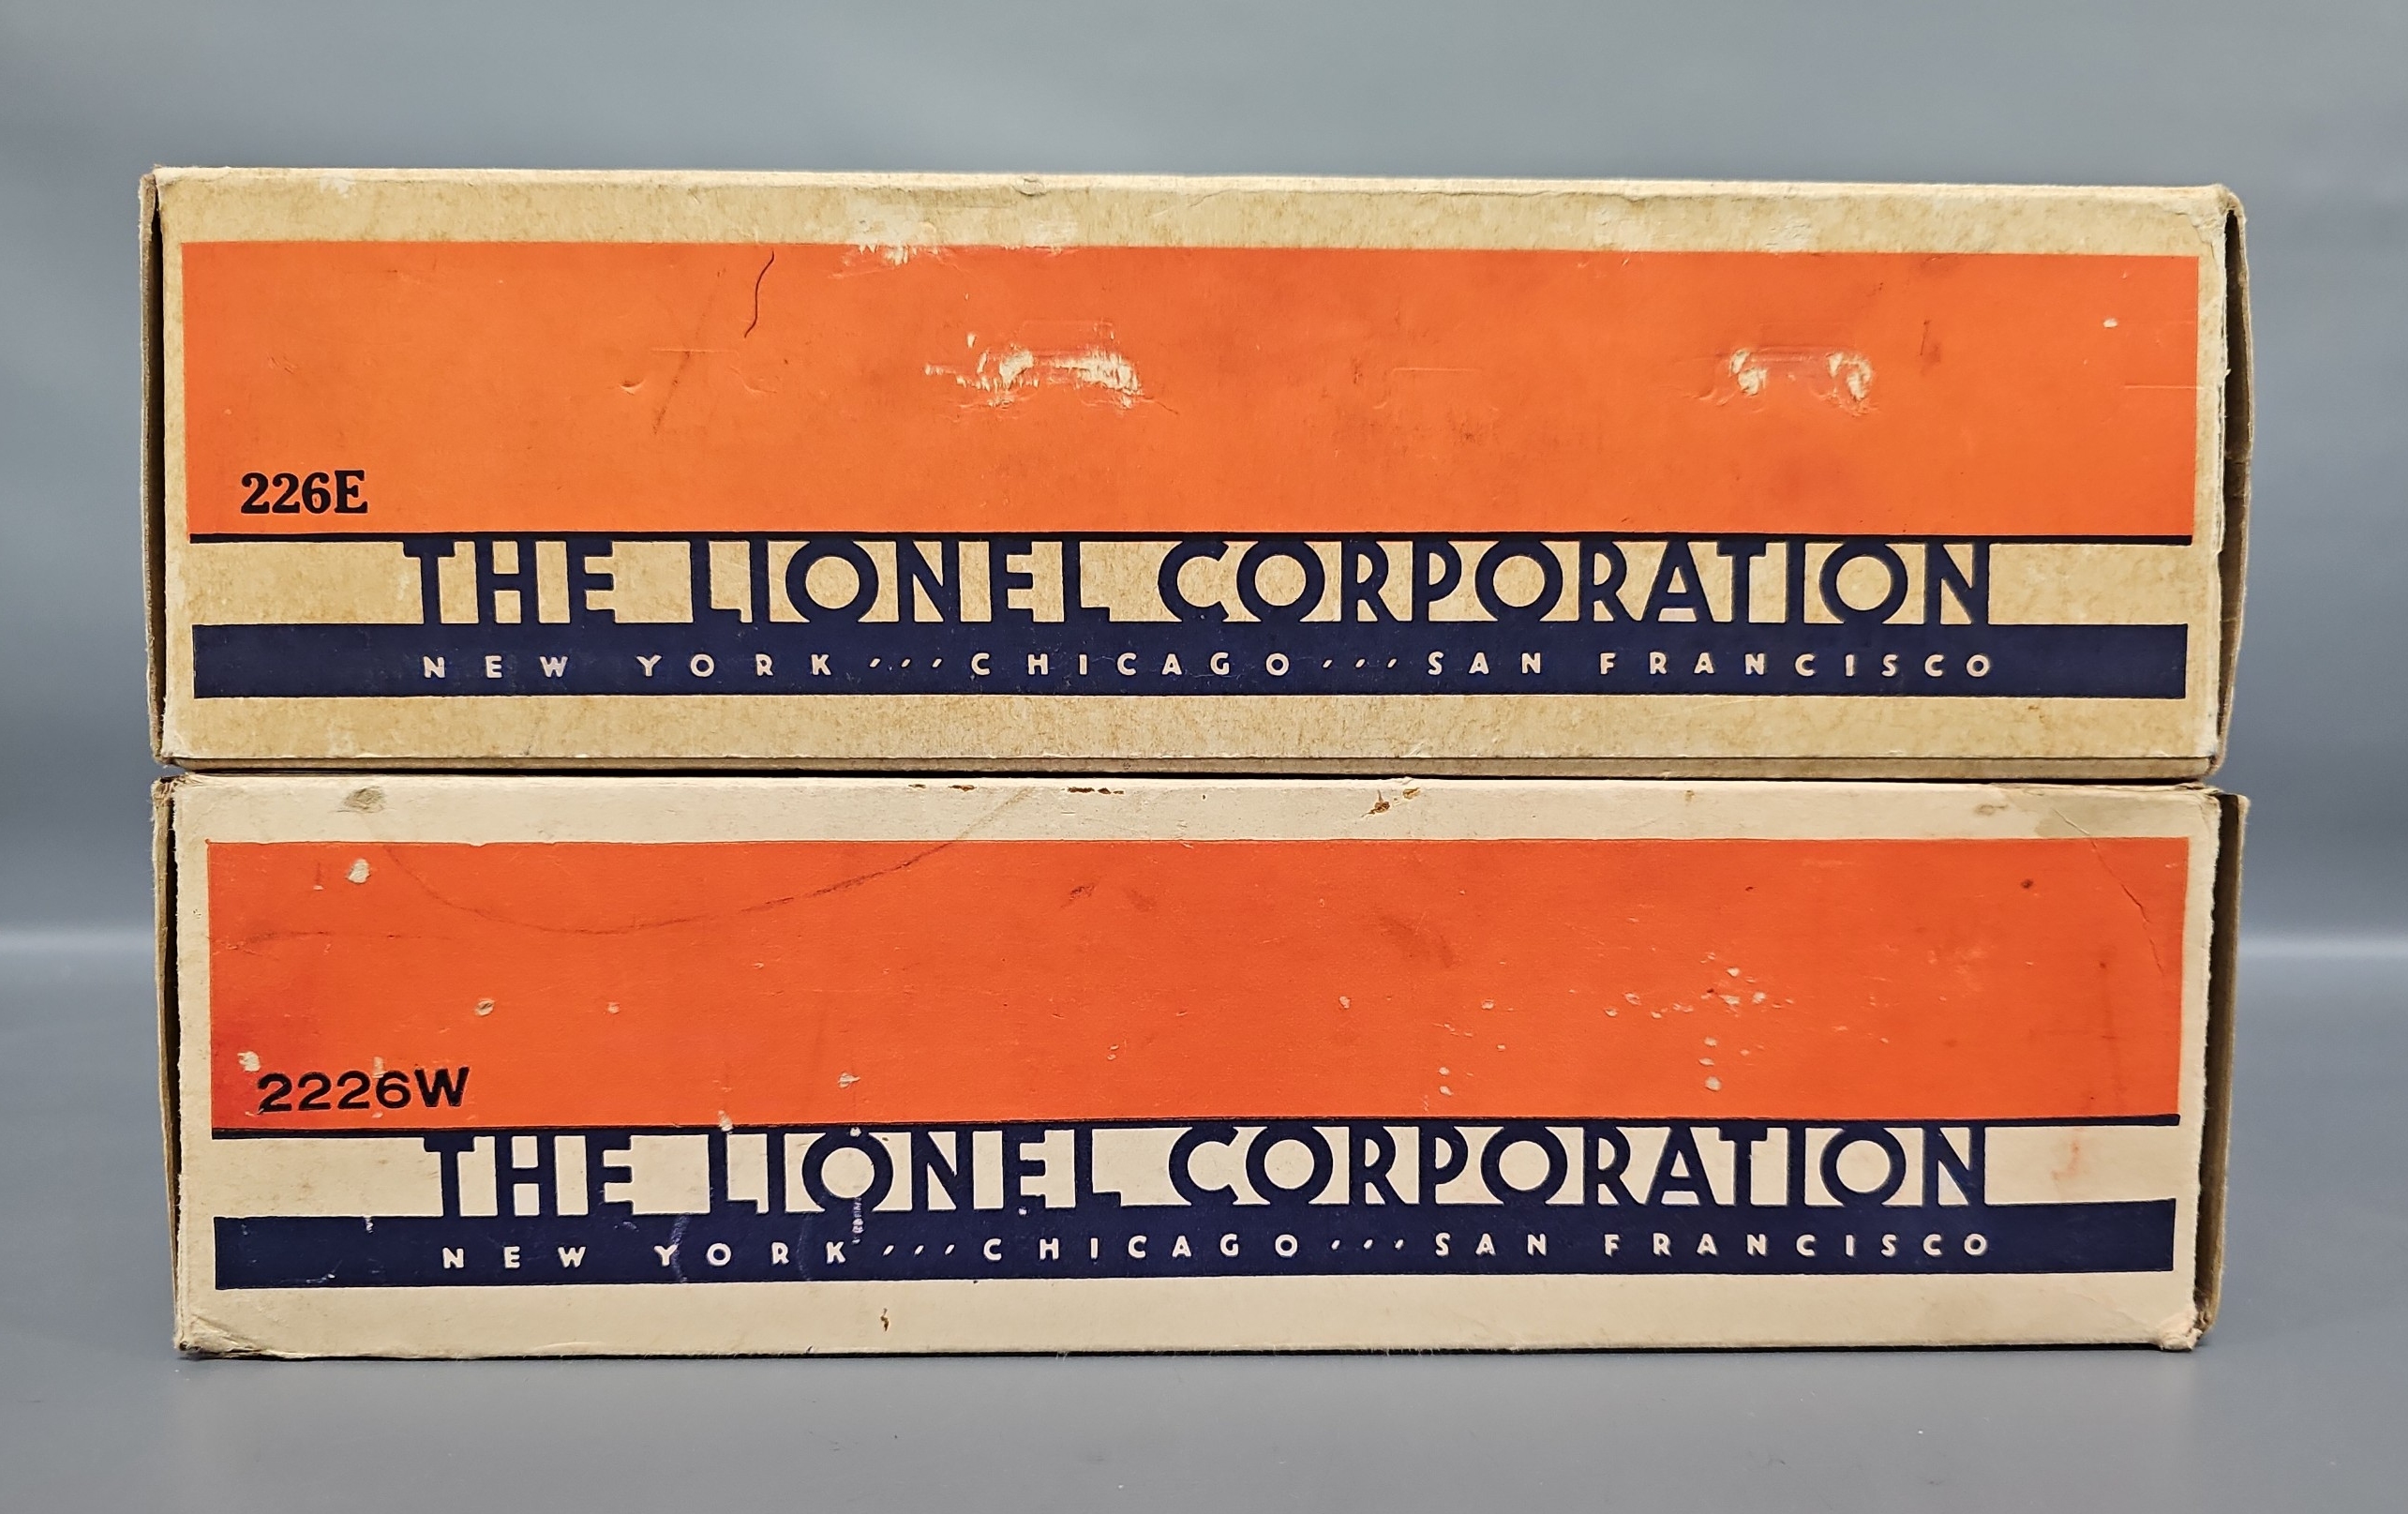 226E
THE LIONEL CORPORATION
NEW YORK ׳׳׳ CHICAGO ׳׳׳ SAN FRANCISCO
2226W
THE LIONEL CORPORATION
NEW YORK ׳׳׳ CHICAGO ׳׳׳ SAN FRANCISCO